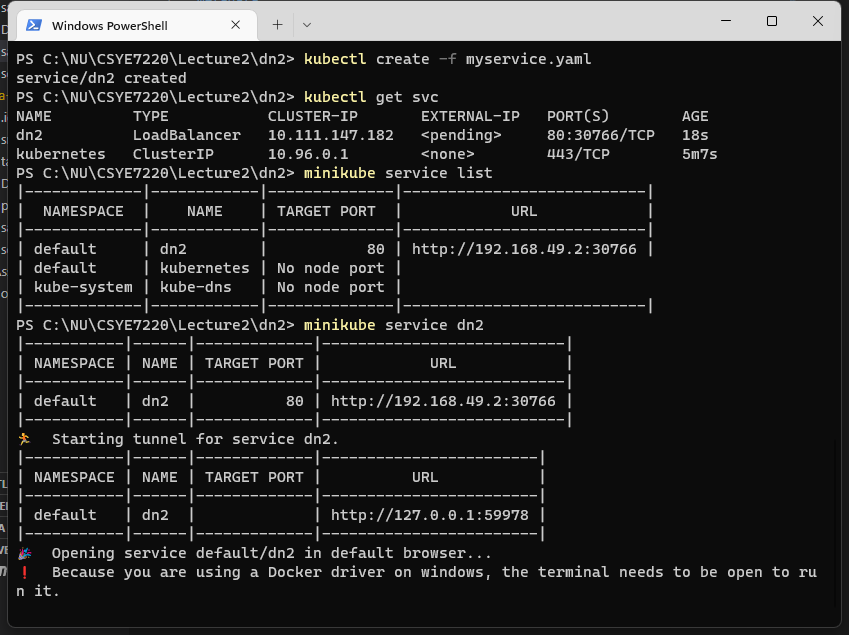 Windows PowerShell
PS C:\NU\CSYE7220\Lecture2\dn2> kubectl create -f myservice.yaml
service/dn2 created
PS C:\NU\CSYE7220\Lecture2\dn2> kubectl get svc
NAME TYPE CLUSTER-IP EXTERNAL-IP PORT(S) AGE
dn2 LoadBalancer 10.111.147.182 <pending> 80:30766/TCP 18s
kubernetes ClusterIP 10.96.0.1 <none> 443/TCP 5m7s
PS C:\NU\CSYE7220\Lecture2\dn2> minikube service list
|-------------|------------|--------------|---------------------------|
| NAMESPACE | NAME | TARGET PORT | URL |
|-------------|------------|--------------|---------------------------|
| default | dn2 | 80 | http://192.168.49.2:30766 |
| default | kubernetes | No node port |
| kube-system | kube-dns | No node port |
|-------------|------------|--------------|---------------------------|
PS C:\NU\CSYE7220\Lecture2\dn2> minikube service dn2
|-----------|------|-------------|---------------------------|
| NAMESPACE | NAME | TARGET PORT | URL |
|-----------|------|-------------|---------------------------|
| default | dn2 | 80 | http://192.168.49.2:30766 |
|-----------|------|-------------|---------------------------|
🏃 Starting tunnel for service dn2.
|-----------|------|-------------|------------------------|
| NAMESPACE | NAME | TARGET PORT | URL |
|-----------|------|-------------|------------------------|
| default | dn2 | | http://127.0.0.1:59978 |
|-----------|------|-------------|------------------------|
🎉 Opening service default/dn2 in default browser...
❗ Because you are using a Docker driver on windows, the terminal needs to be open to ru
n it.